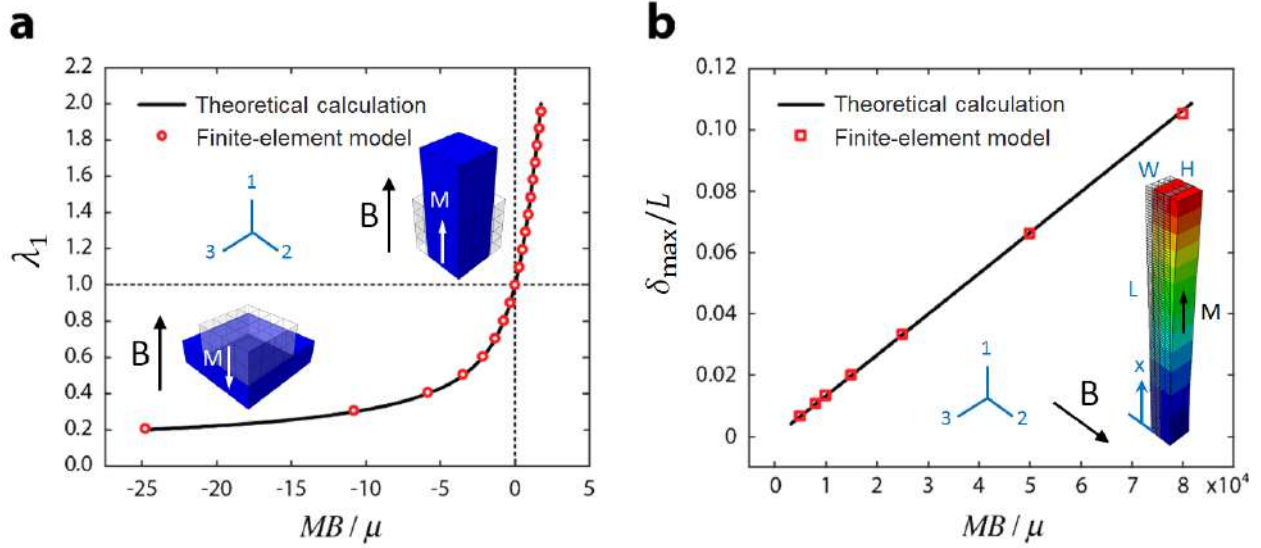 a
2.2
2.0
1.8
1.6
1.4
1.2
1.0
0.8
0.6
0.4
0.2
0.0
λ1
Theoretical calculation
Finite-element model
1
3
2
B
M
B
M
-25
-20
-15
-10
-5
0
5
MB / μ
b
0.12
0.10
0.08
0.06
0.04
0.02
0
δmax/L
Theoretical calculation
Finite-element model
W H
L
M
x
1
3
2
B
0 1 2 3 4 5 6 7 8 x10⁴
MB / μ